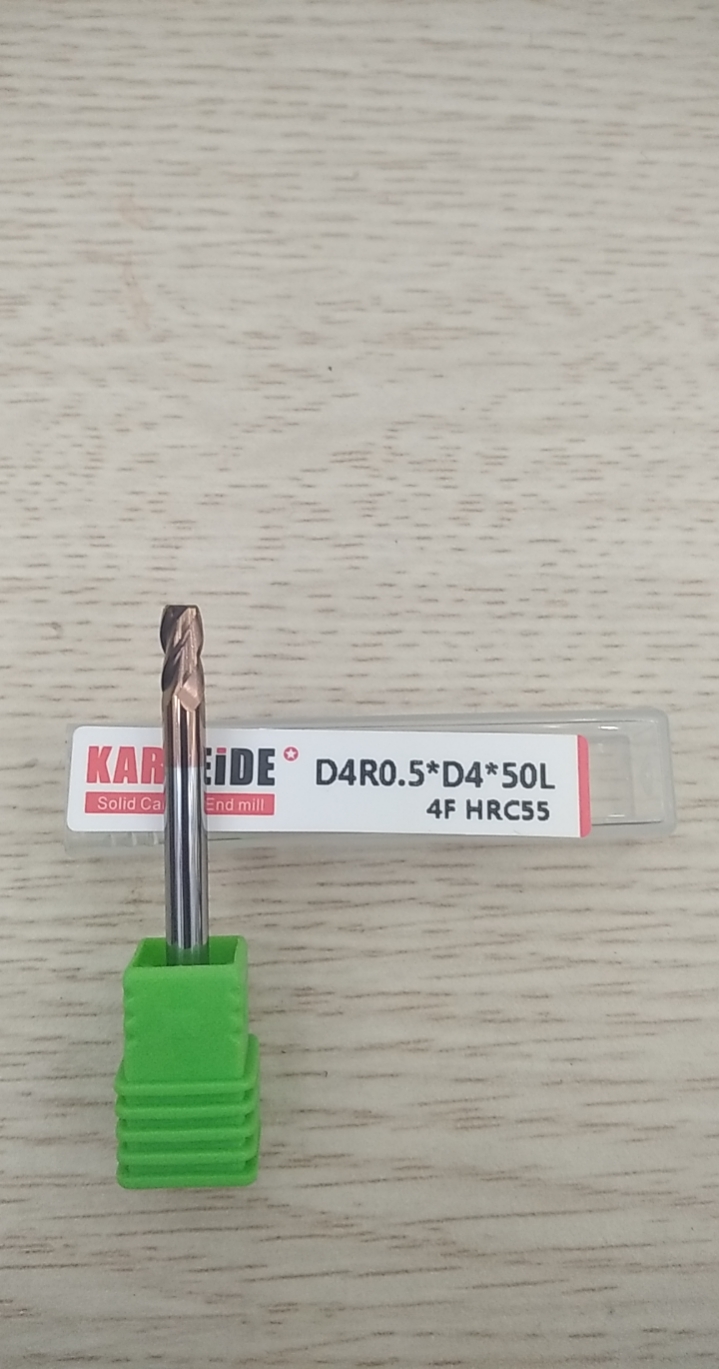 KAR EiDE
D4R0.5*D4*50L
4F HRC55
Solid Ca End mill